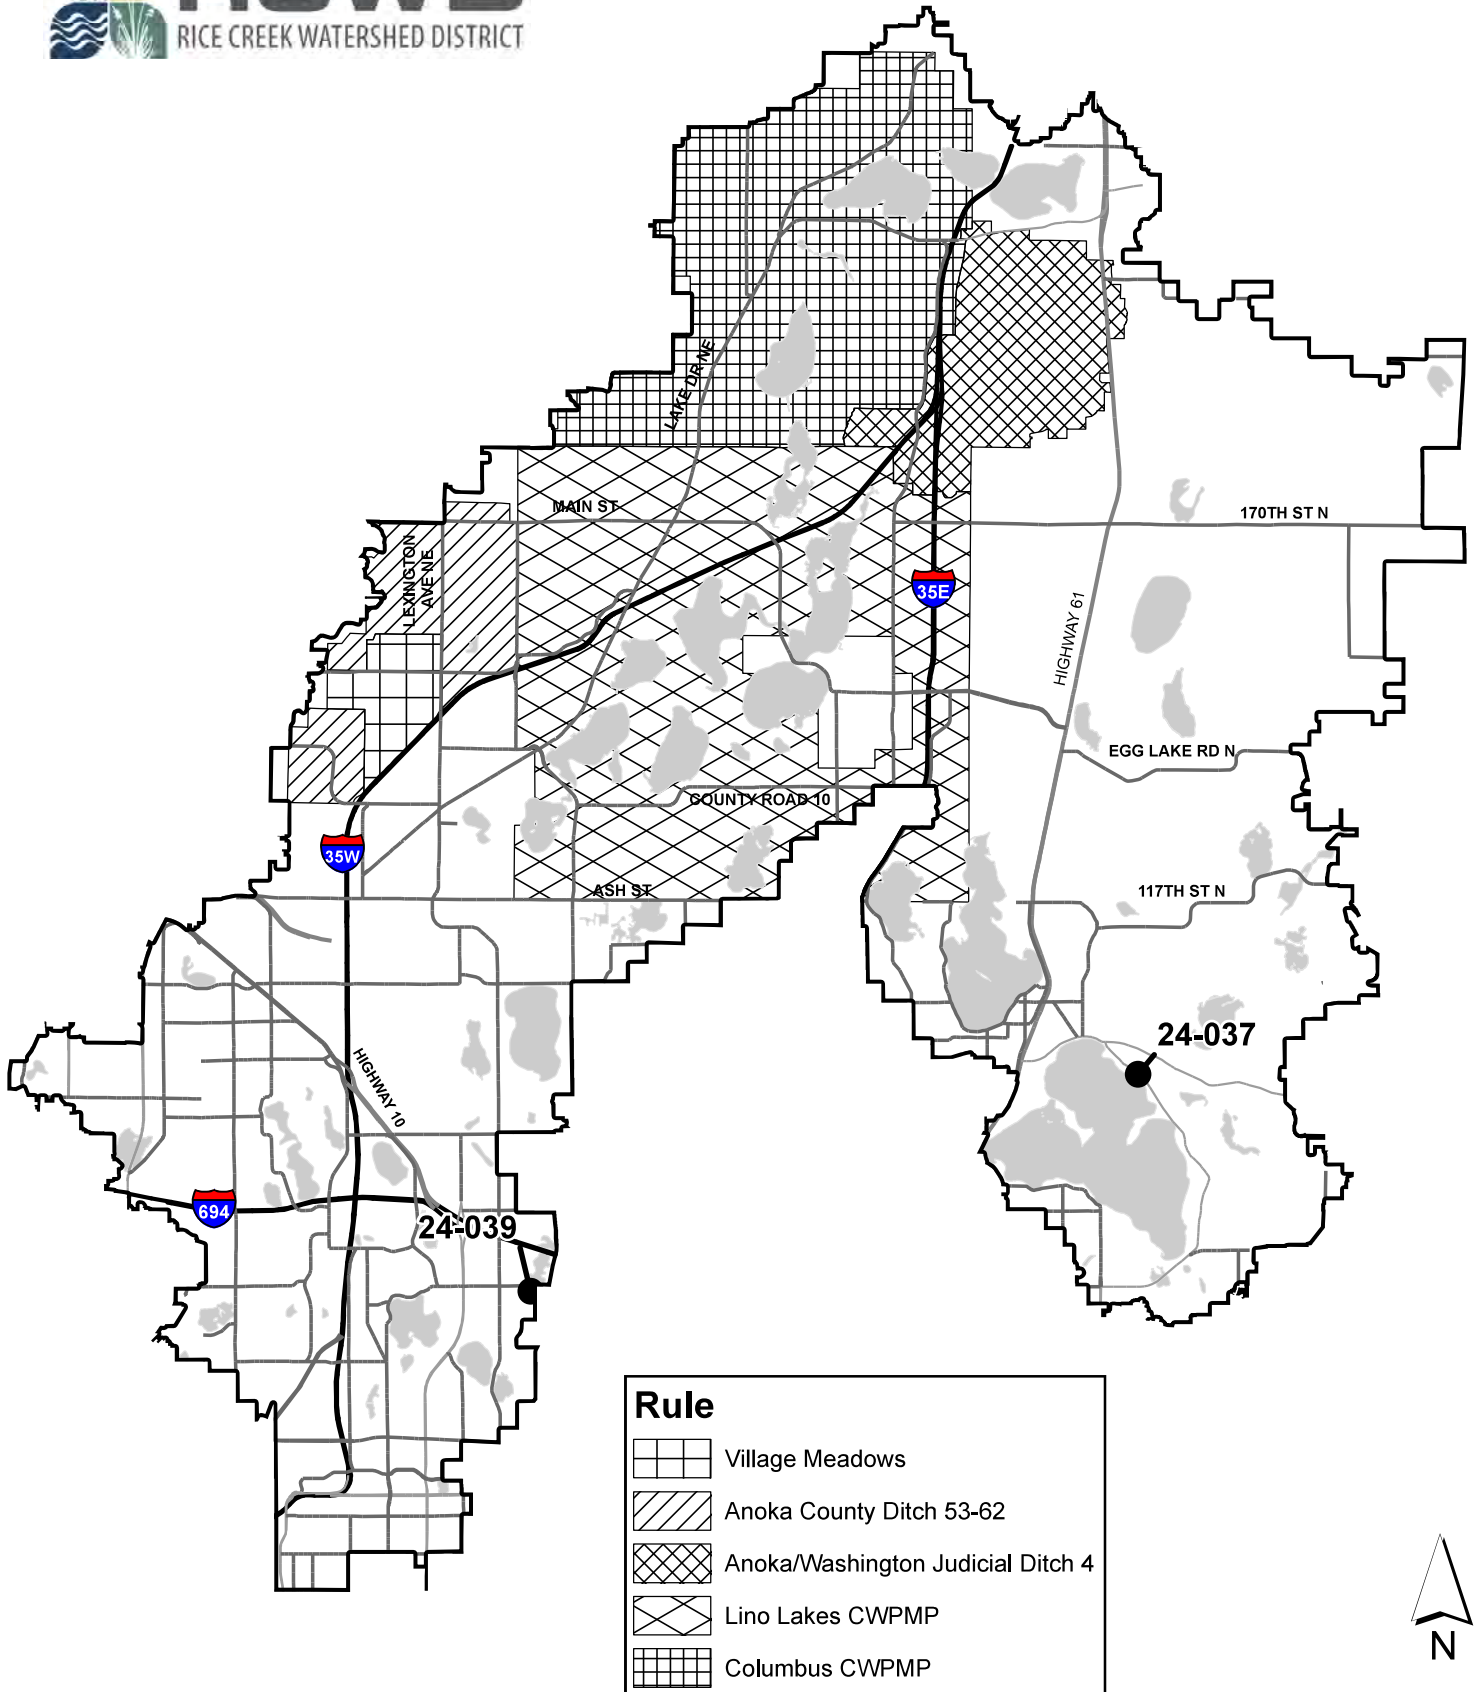 RICE CREEK WATERSHED DISTRICT
LAKE DR NE
MAIN ST
170TH ST N
LEXINGTON
AVE NE
35E
HIGHWAY 61
EGG LAKE RD N
COUNTY ROAD 10
35W
ASH ST
117TH ST N
24-037
HIGHWAY 10
694
24-039
Rule
Village Meadows
Anoka County Ditch 53-62
Anoka/Washington Judicial Ditch 4
Lino Lakes CWPMP
Columbus CWPMP
N